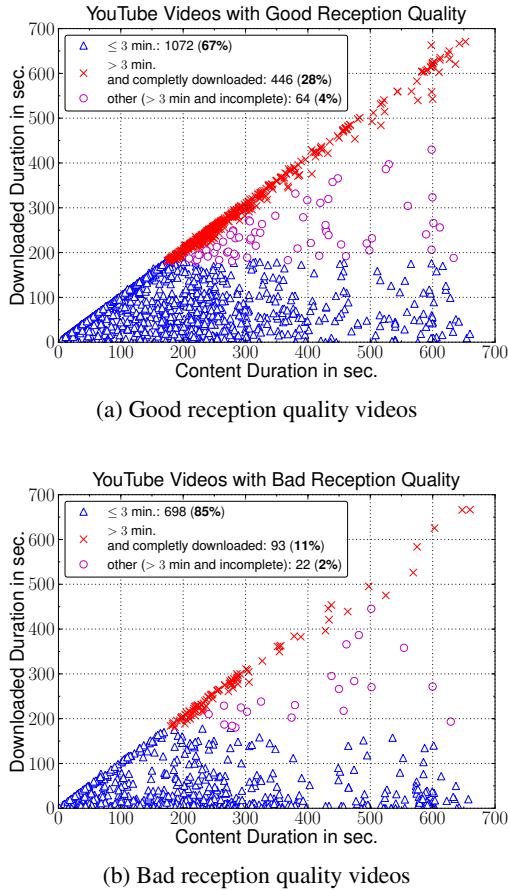 YouTube Videos with Good Reception Quality
≤ 3 min.: 1072 (67%)
> 3 min.
and completly downloaded: 446 (28%)
other (> 3 min and incomplete): 64 (4%)
Downloaded Duration in sec.
700
600
500
400
300
200
100
0
0 100 200 300 400 500 600 700
Content Duration in sec.
(a) Good reception quality videos
YouTube Videos with Bad Reception Quality
≤ 3 min.: 698 (85%)
> 3 min.
and completly downloaded: 93 (11%)
other (> 3 min and incomplete): 22 (2%)
Downloaded Duration in sec.
700
600
500
400
300
200
100
0
0 100 200 300 400 500 600 700
Content Duration in sec.
(b) Bad reception quality videos